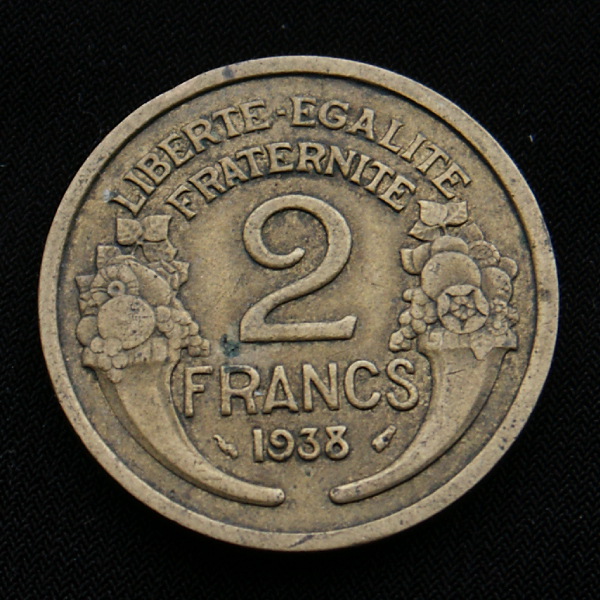 LIBERTE·EGALITE
FRATERNITE
2
FRANCS
1938